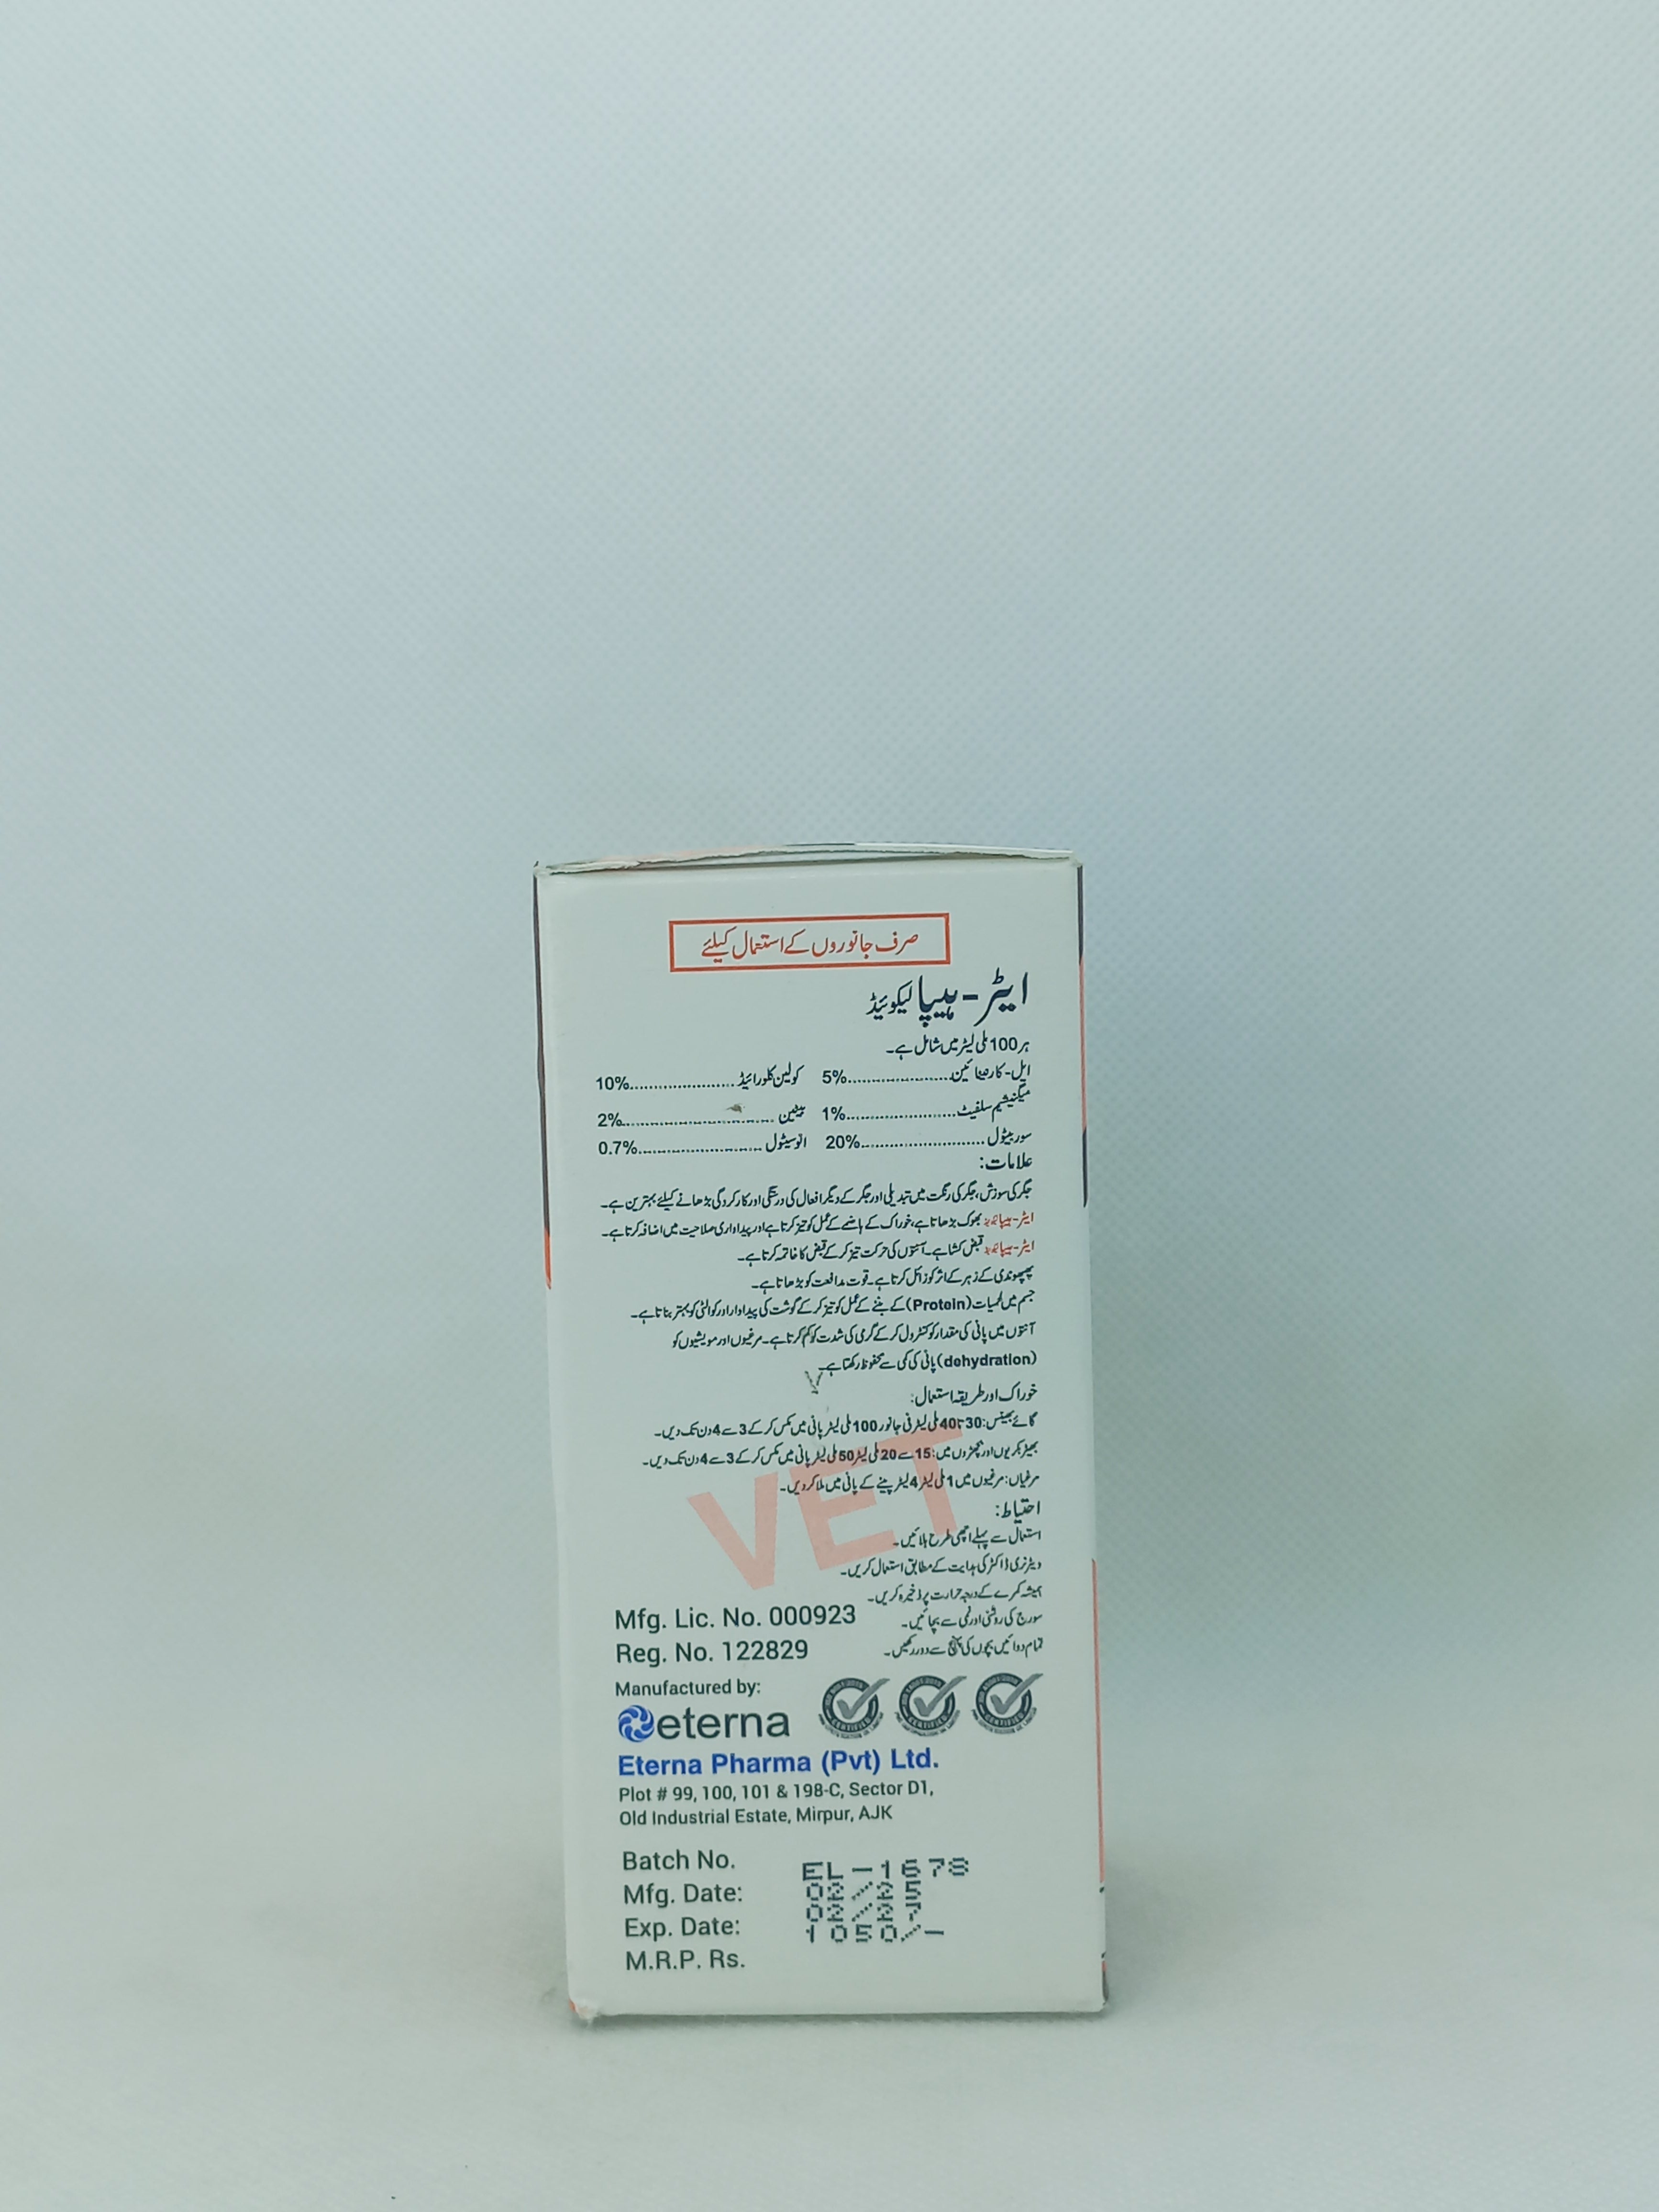 صرف جانوروں کے استعمال کیلئے
ایٹر-ہیپا لیکوئیڈ
ہر 100 ملی لیٹر میں شامل ہے۔
ایل-کارنیٹائین......................5% کولین کلورائیڈ......................10%
میگنیشیم سلفیٹ......................1% بیٹین......................2%
سوربیٹول......................20% انوسیٹول......................0.7%
علامات:
جگر کی سوزش، جگر کی رنگت میں تبدیلی اور جگر کے دیگر افعال کی درستگی اور کارکردگی بڑھانے کیلئے بہترین ہے۔
ایٹر-ہیپا لیکوئیڈ بھوک بڑھاتا ہے، خوراک کے ہاضمے کے عمل کو تیز کرتا ہے اور پیداواری صلاحیت میں اضافہ کرتا ہے۔
ایٹر-ہیپا لیکوئیڈ قبض کشا ہے۔ آنتوں کی حرکت تیز کر کے قبض کا خاتمہ کرتا ہے۔
پھپھوندی کے زہر کے اثر کو زائل کرتا ہے۔ قوت مدافعت کو بڑھاتا ہے۔
جسم میں لحمیات (Protein) کے بننے کے عمل کو تیز کر کے گوشت کی پیداوار اور کوالٹی کو بہتر بناتا ہے۔
آنتوں میں پانی کی مقدار کو کنٹرول کر کے گرمی کی شدت کو کم کرتا ہے۔ مرغیوں اور مویشیوں کو
(dehydration) پانی کی کمی سے محفوظ رکھتا ہے۔
خوراک اور طریقہ استعمال:
گائے بھینس: 30 تا 40 ملی لیٹر فی جانور 100 ملی لیٹر پانی میں مکس کر کے 3 سے 4 دن تک دیں۔
بھیڑ بکریوں اور بچھڑوں میں: 15 سے 20 ملی لیٹر 50 ملی لیٹر پانی میں مکس کر کے 3 سے 4 دن تک دیں۔
مرغیاں: مرغیوں میں 1 ملی لیٹر 4 لیٹر پینے کے پانی میں ملا کر دیں۔
VET
احتیاط:
استعمال سے پہلے اچھی طرح ہلائیں۔
ویٹرنری ڈاکٹر کی ہدایت کے مطابق استعمال کریں۔
ہمیشہ کمرے کے درجہ حرارت پر ذخیرہ کریں۔
سورج کی روشنی اور نمی سے بچائیں۔
تمام دوائیں بچوں کی پہنچ سے دور رکھیں۔
Mfg. Lic. No. 000923
Reg. No. 122829
Manufactured by:
eterna
Eterna Pharma (Pvt) Ltd.
Plot # 99, 100, 101 & 198-C, Sector D1,
Old Industrial Estate, Mirpur, AJK
Batch No. EL-1678
Mfg. Date: 02/25
Exp. Date: 02/27
M.R.P. Rs. 1050/-